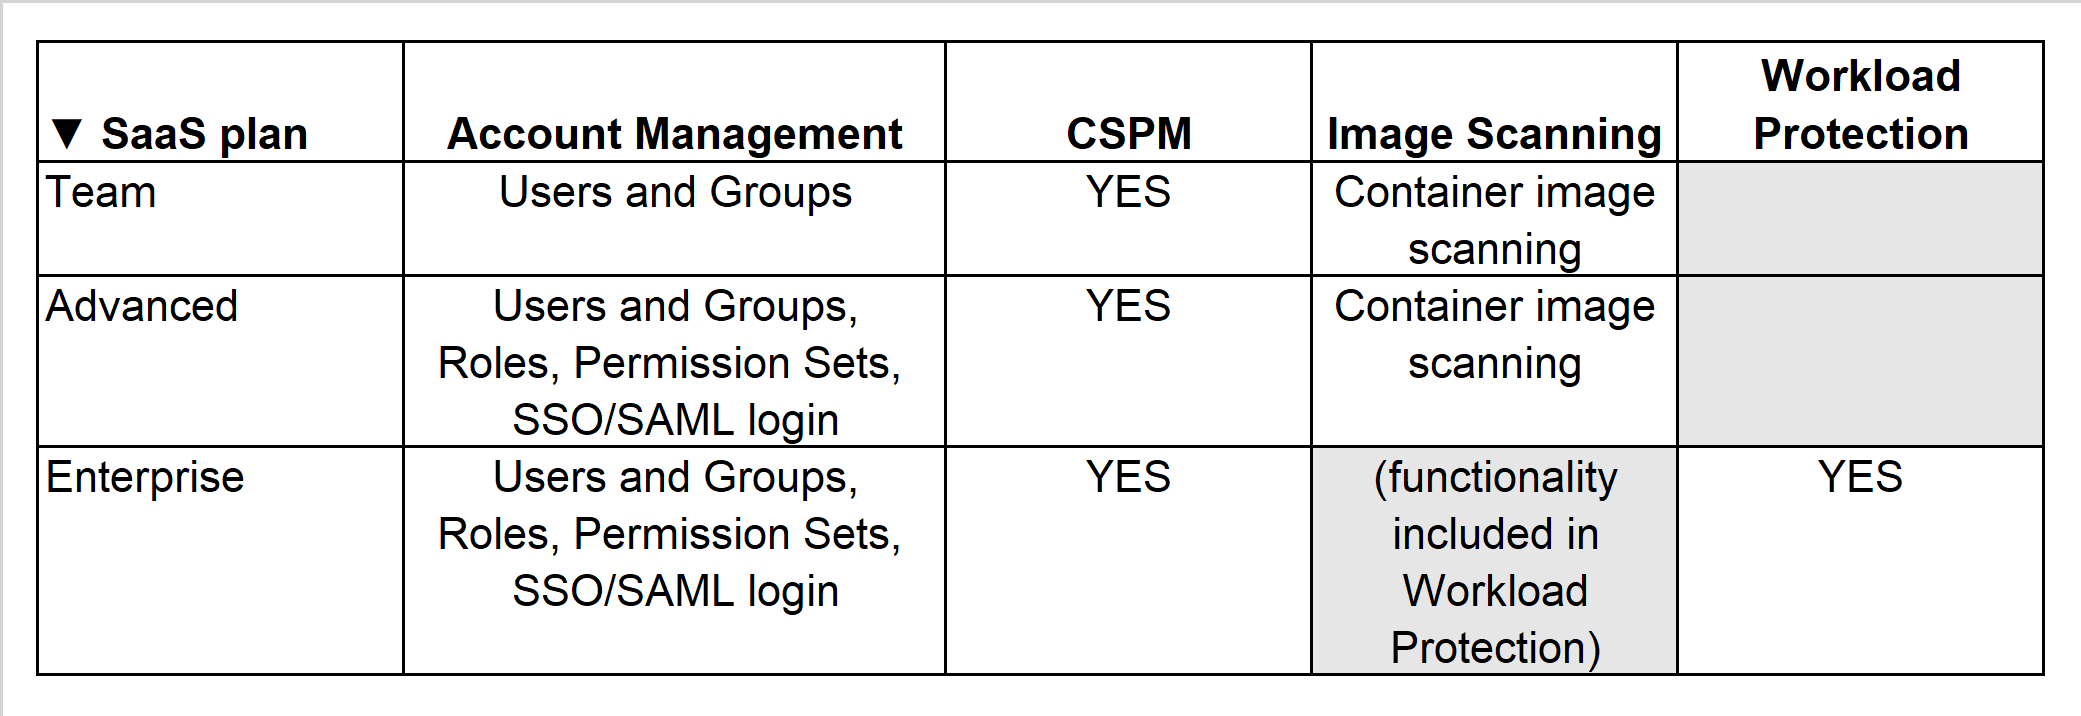 ▼ SaaS plan
Account Management
CSPM
Image Scanning
Workload
Protection
Team
Users and Groups
YES
Container image
scanning
Advanced
Users and Groups,
Roles, Permission Sets,
SSO/SAML login
YES
Container image
scanning
Enterprise
Users and Groups,
Roles, Permission Sets,
SSO/SAML login
YES
(functionality
included in
Workload
Protection)
YES